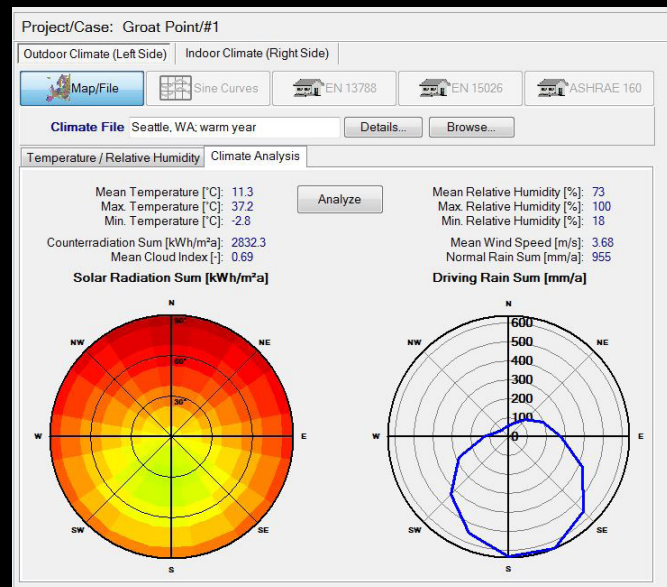 Project/Case: Groat Point/#1
Outdoor Climate (Left Side) Indoor Climate (Right Side)
Map/File Sine Curves EN 13788 EN 15026 ASHRAE 160
Climate File Seattle, WA; warm year Details... Browse...
Temperature / Relative Humidity Climate Analysis
Mean Temperature [°C]: 11.3 Analyze Mean Relative Humidity [%]: 73
Max. Temperature [°C]: 37.2 Max. Relative Humidity [%]: 100
Min. Temperature [°C]: -2.8 Min. Relative Humidity [%]: 18
Counterradiation Sum [kWh/m²a]: 2832.3 Mean Wind Speed [m/s]: 3.68
Mean Cloud Index [-]: 0.69 Normal Rain Sum [mm/a]: 955
Solar Radiation Sum [kWh/m²a] Driving Rain Sum [mm/a]
N N
90° 600
NW NE NW 500 NE
60° 400
300
30° 200
100
W E W 0 E
SW SE SW SE
S S